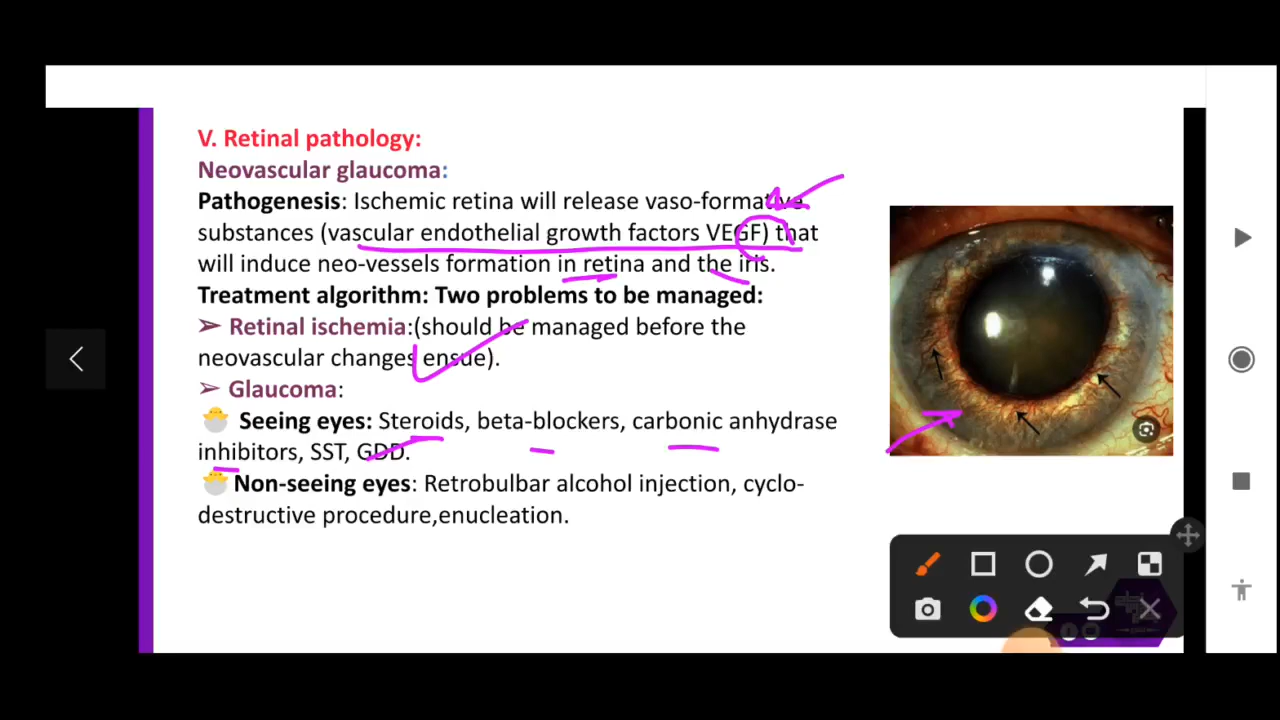 V. Retinal pathology:
Neovascular glaucoma:
Pathogenesis: Ischemic retina will release vaso-formative
substances (vascular endothelial growth factors VEGF) that
will induce neo-vessels formation in retina and the iris.
Treatment algorithm: Two problems to be managed:
➢ Retinal ischemia:(should be managed before the
neovascular changes ensue).
➢ Glaucoma:
🐣 Seeing eyes: Steroids, beta-blockers, carbonic anhydrase
inhibitors, SST, GDD.
🐣Non-seeing eyes: Retrobulbar alcohol injection, cyclo-
destructive procedure,enucleation.